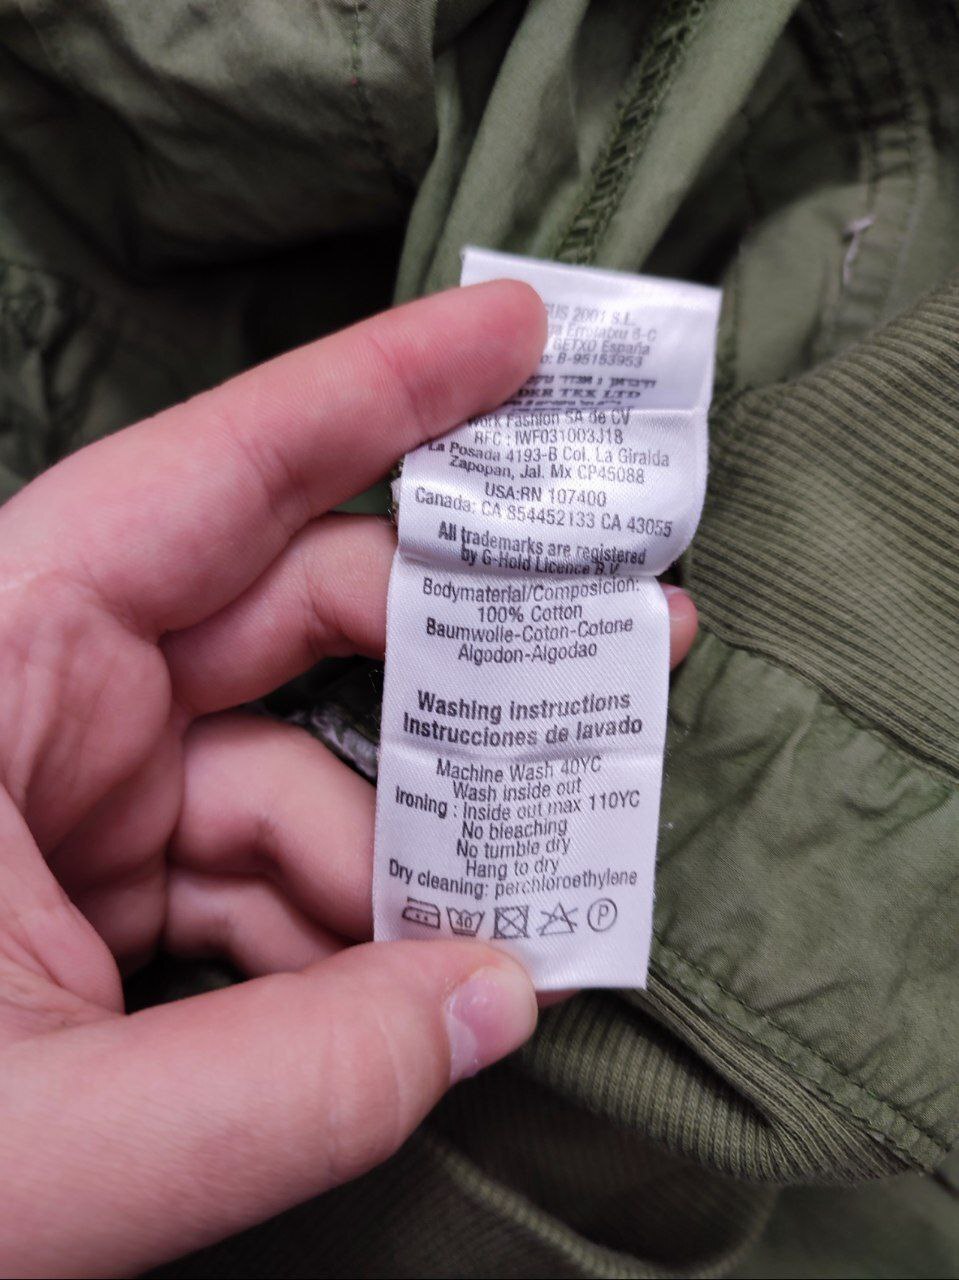 2001 S.L.
6-C
GETXO España
B-95153953
TEX LTD
Work Fashion SA de CV
RFC : IWF031003J18
La Posada 4193-B Col. La Giralda
Zapopan, Jal. Mx CP45088
USA:RN 107400
Canada: CA 854452133 CA 43055
All trademarks are registered
by G-Hold Licence B.V.
Bodymaterial/Composicion:
100% Cotton
Baumwolle-Coton-Cotone
Algodon-Algodao
Washing instructions
Instrucciones de lavado
Machine Wash 40YC
Wash inside out
Ironing : Inside out max 110YC
No bleaching
No tumble dry
Hang to dry
Dry cleaning: perchloroethylene
40 P